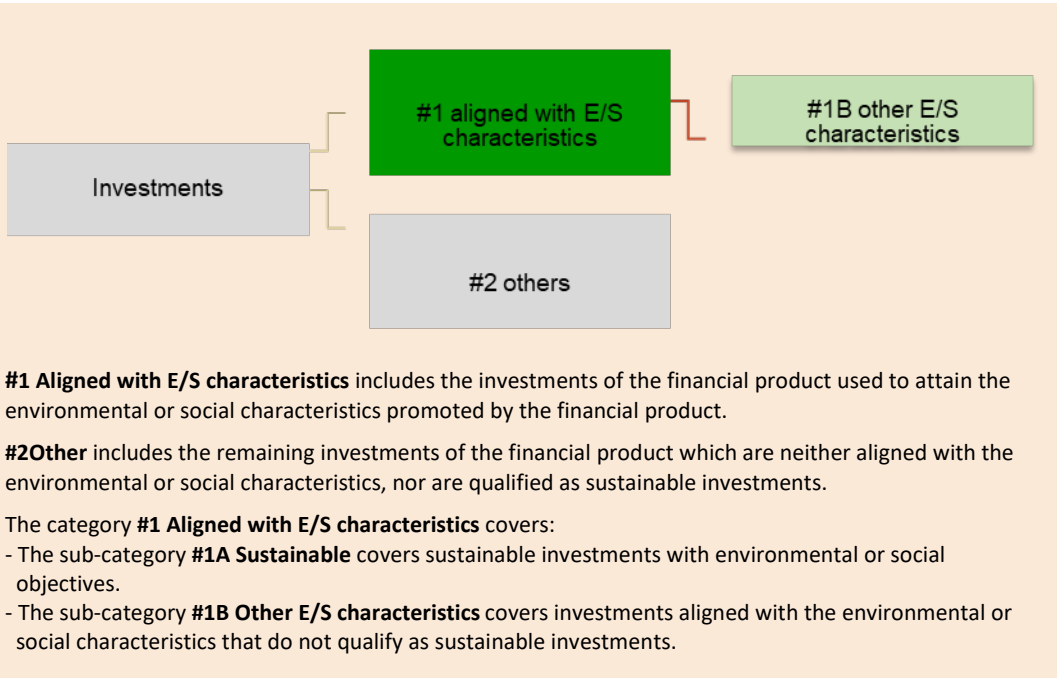 #1 aligned with E/S
characteristics
#1B other E/S
characteristics
Investments
#2 others
#1 Aligned with E/S characteristics includes the investments of the financial product used to attain the
environmental or social characteristics promoted by the financial product.
#2Other includes the remaining investments of the financial product which are neither aligned with the
environmental or social characteristics, nor are qualified as sustainable investments.
The category #1 Aligned with E/S characteristics covers:
- The sub-category #1A Sustainable covers sustainable investments with environmental or social
objectives.
- The sub-category #1B Other E/S characteristics covers investments aligned with the environmental or
social characteristics that do not qualify as sustainable investments.